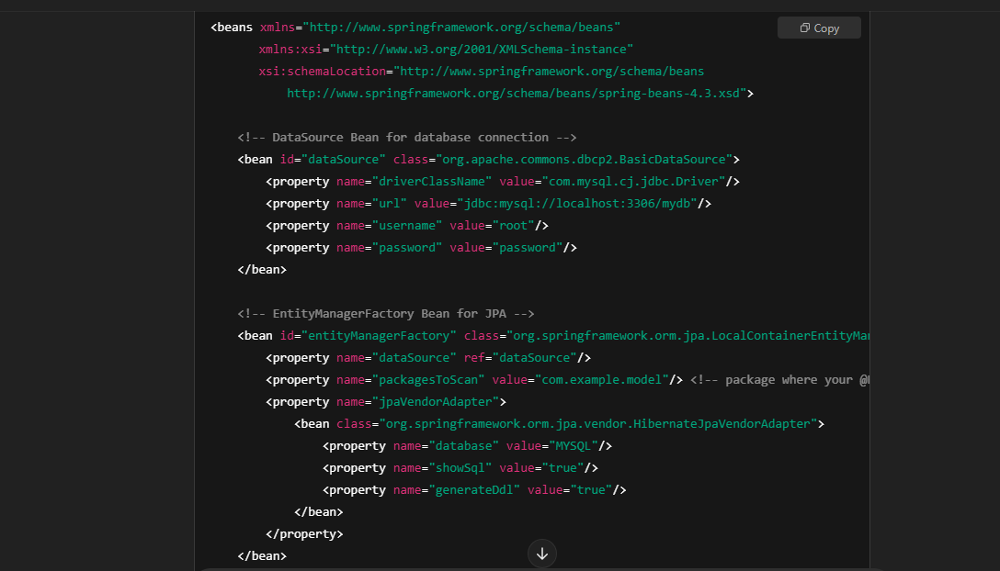 <beans xmlns="http://www.springframework.org/schema/beans"
Copy
xmlns:xsi="http://www.w3.org/2001/XMLSchema-instance"
xsi:schemaLocation="http://www.springframework.org/schema/beans
http://www.springframework.org/schema/beans/spring-beans-4.3.xsd">
<!-- DataSource Bean for database connection -->
<bean id="dataSource" class="org.apache.commons.dbcp2.BasicDataSource">
<property name="driverClassName" value="com.mysql.cj.jdbc.Driver"/>
<property name="url" value="jdbc:mysql://localhost:3306/mydb"/>
<property name="username" value="root"/>
<property name="password" value="password"/>
</bean>
<!-- EntityManagerFactory Bean for JPA -->
<bean id="entityManagerFactory" class="org.springframework.orm.jpa.LocalContainerEntityMa
<property name="dataSource" ref="dataSource"/>
<property name="packagesToScan" value="com.example.model"/> <!-- package where your @
<property name="jpaVendorAdapter">
<bean class="org.springframework.orm.jpa.vendor.HibernateJpaVendorAdapter">
<property name="database" value="MYSQL"/>
<property name="showSql" value="true"/>
<property name="generateDdl" value="true"/>
</bean>
</property>
</bean>